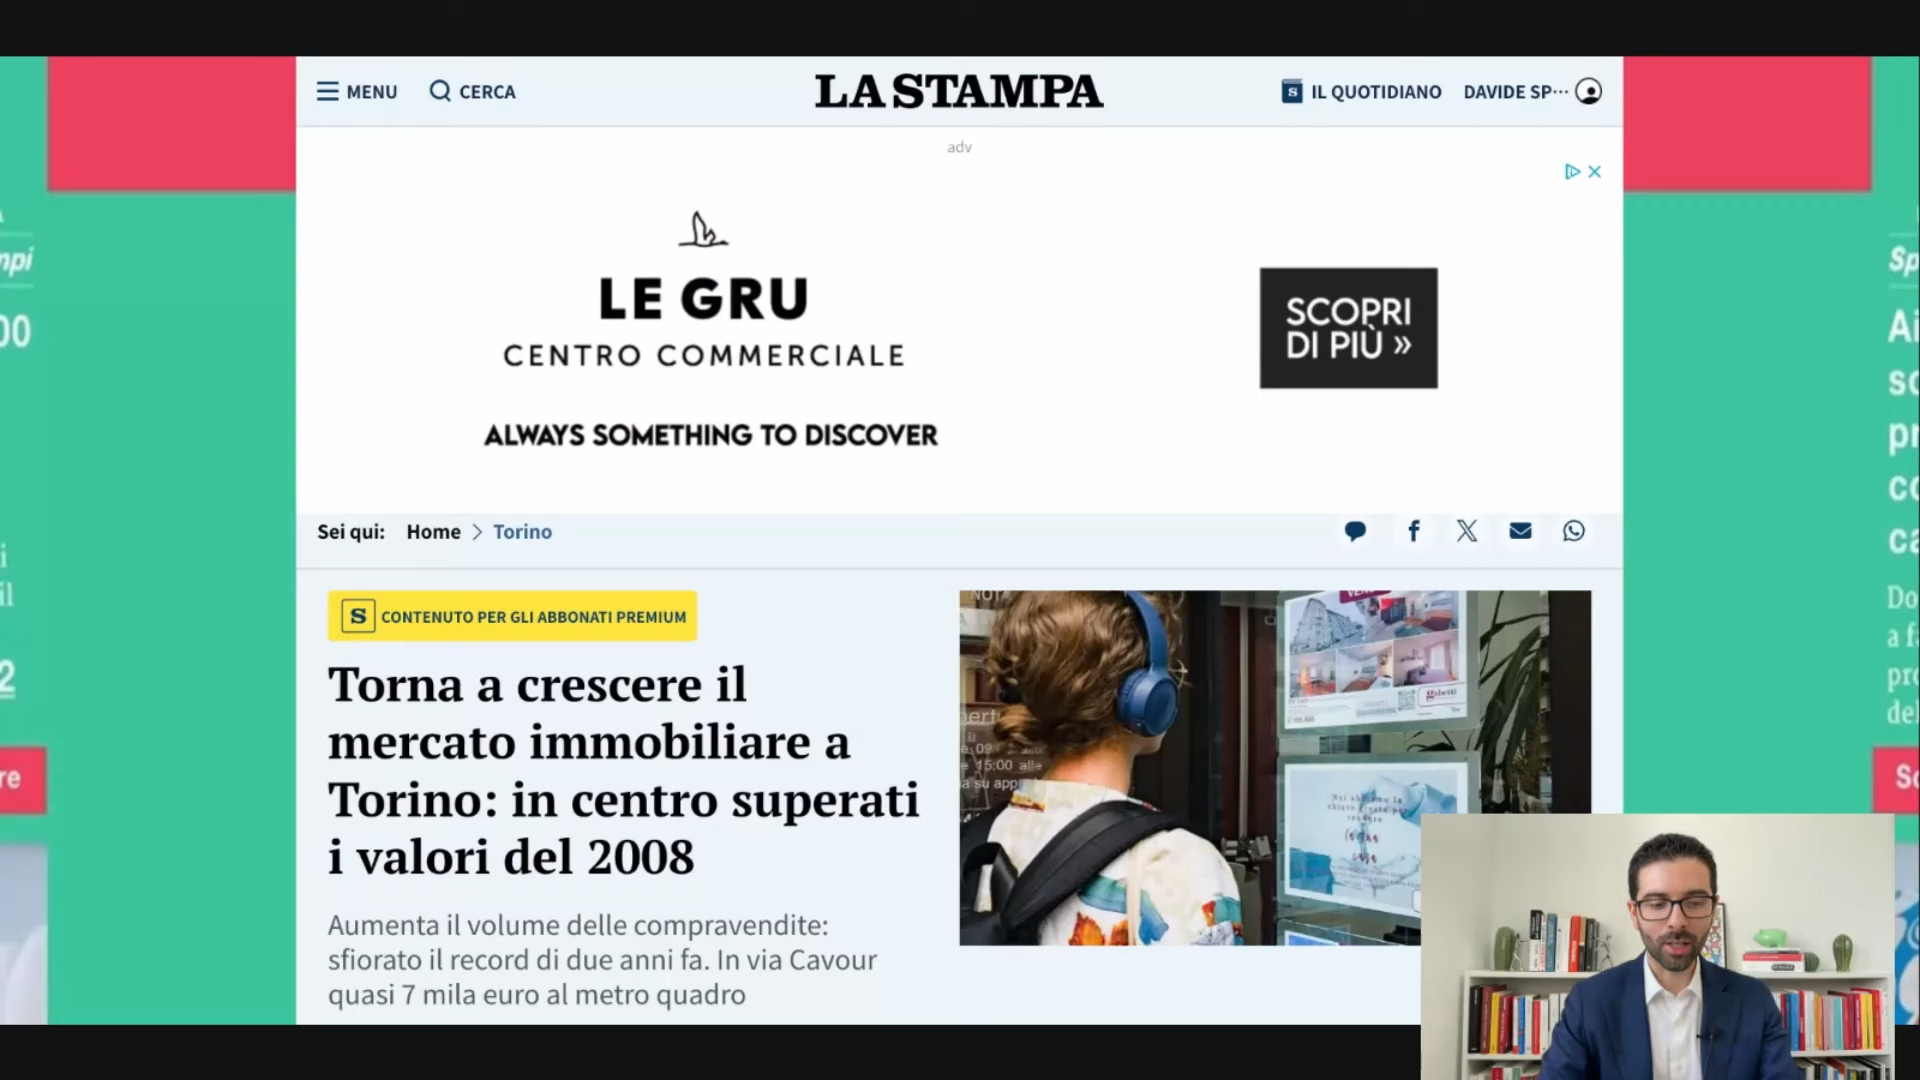 MENU
CERCA
LA STAMPA
IL QUOTIDIANO
DAVIDE SP...
adv
LE GRU
CENTRO COMMERCIALE
ALWAYS SOMETHING TO DISCOVER
SCOPRI
DI PIÙ »
Sei qui: Home > Torino
S CONTENUTO PER GLI ABBONATI PREMIUM
Torna a crescere il
mercato immobiliare a
Torino: in centro superati
i valori del 2008
Aumenta il volume delle compravendite:
sfiorato il record di due anni fa. In via Cavour
quasi 7 mila euro al metro quadro